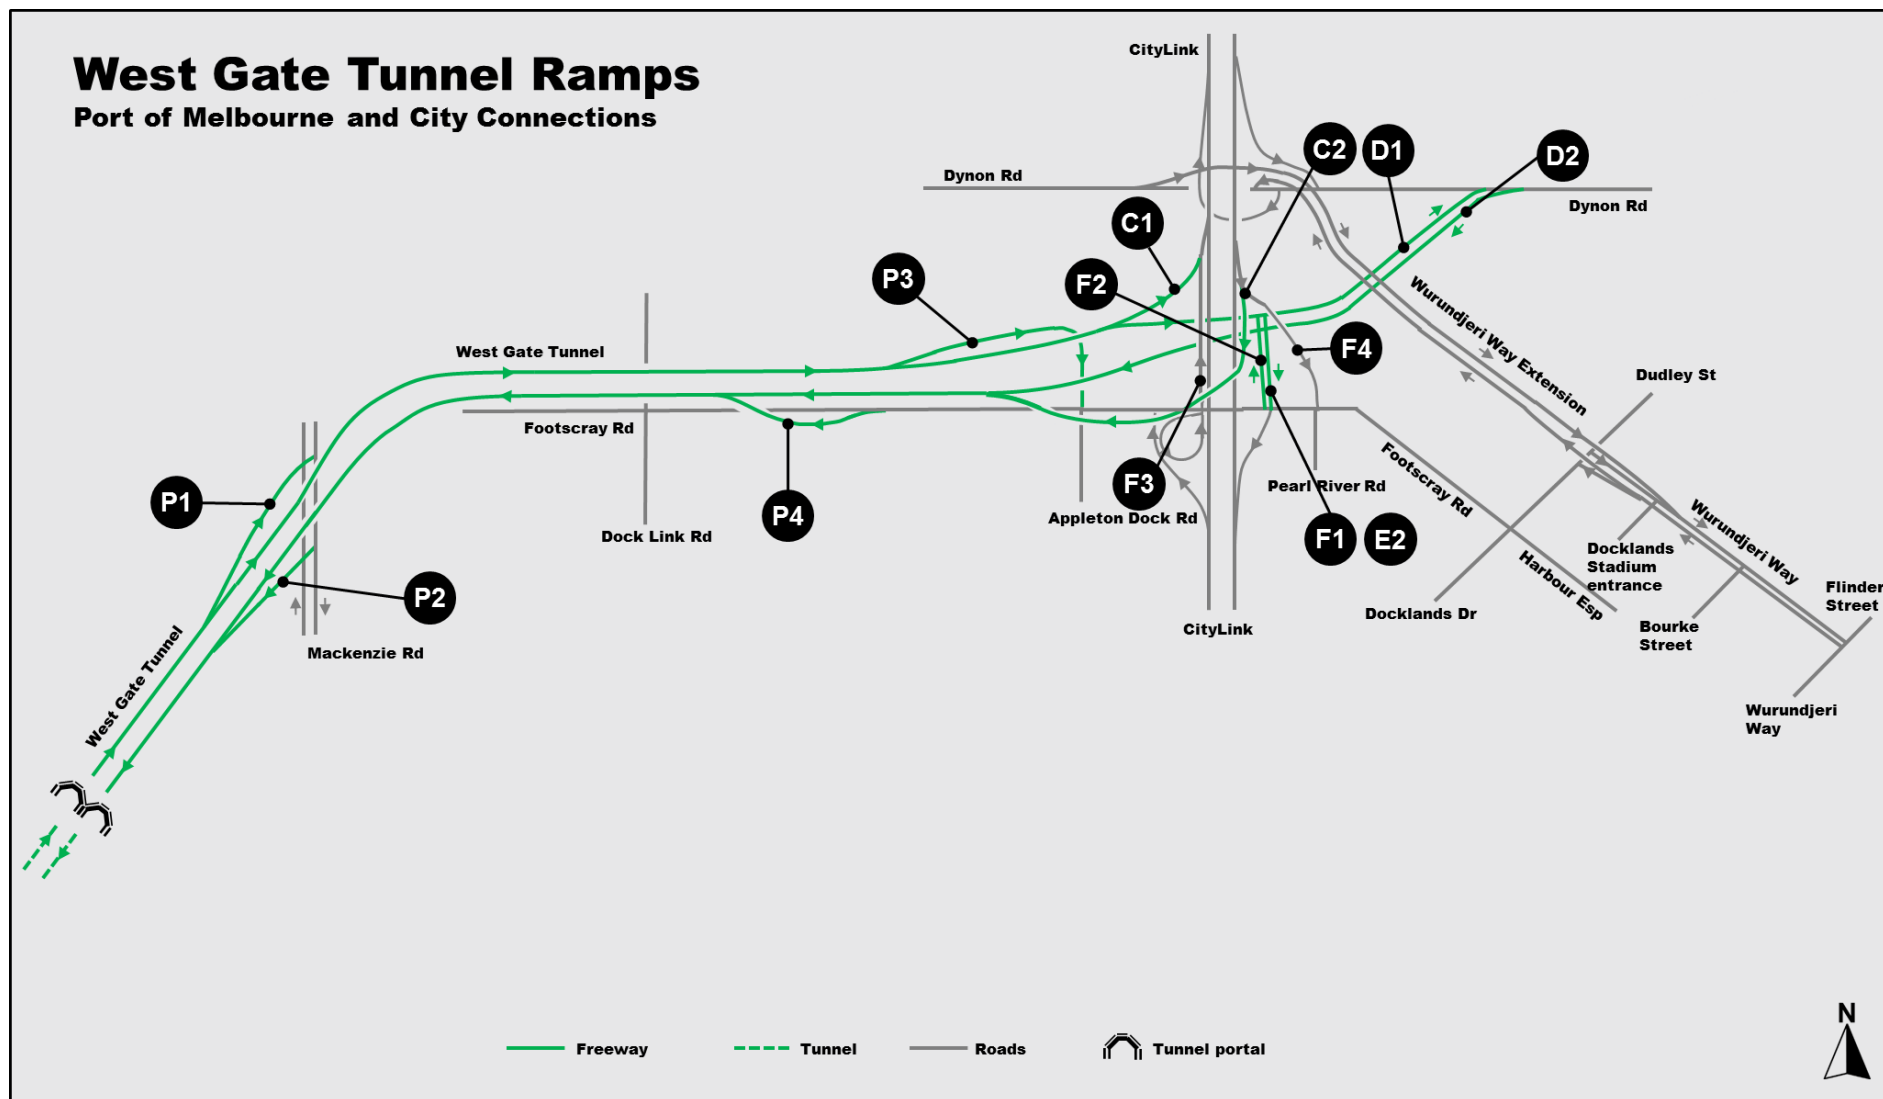 West Gate Tunnel Ramps
Port of Melbourne and City Connections
CityLink
C2
D1
D2
Dynon Rd
Dynon Rd
C1
P3
F2
Wurundjeri Way Extension
F4
West Gate Tunnel
Dudley St
Footscray Rd
P1
F3
Pearl River Rd
Footscray Rd
P4
Appleton Dock Rd
Dock Link Rd
F1
E2
Wurundjeri Way
Docklands
Stadium
entrance
Harbour Esp
Flinder
Street
P2
Docklands Dr
CityLink
Bourke
Street
Mackenzie Rd
West Gate Tunnel
Wurundjeri
Way
N
Freeway
Tunnel
Roads
Tunnel portal